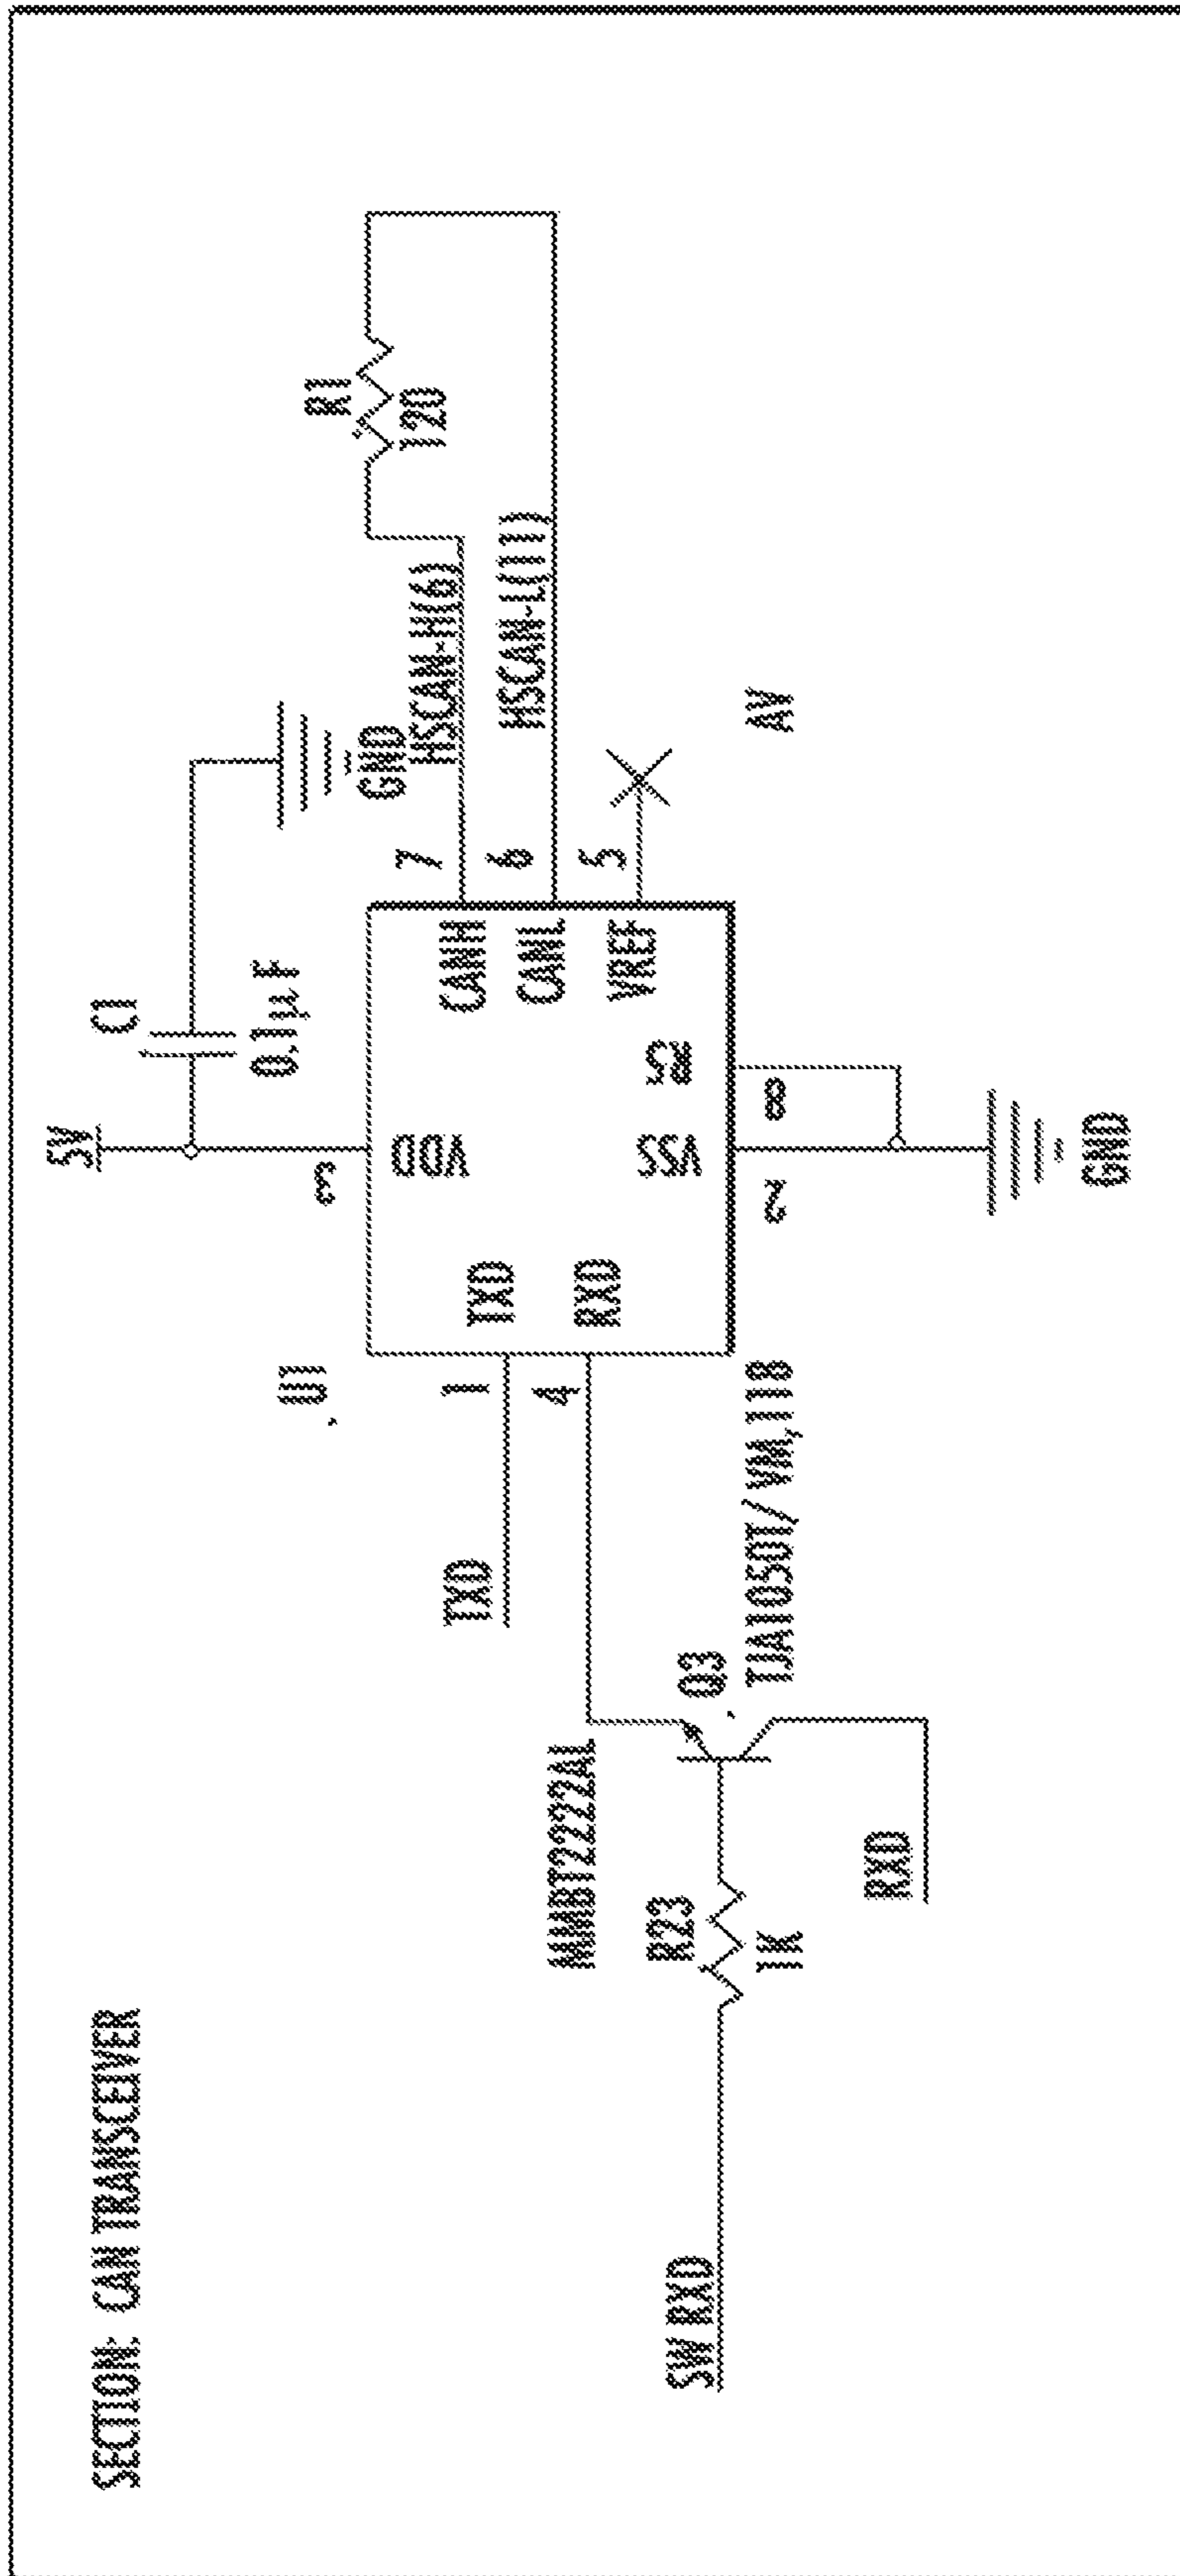 SECTION: CAN TRANSCEIVER
5V
C1
0.1μF
GND
U1
3
VDD
TXD
1
TXD
CANH
7
HSCAN-H(6)
R1
120
CANL
6
HSCAN-L(11)
MMBT2222AL
4
RXD
VREF
5
VSS
RS
R23
1K
SW RXD
Q3
TJA1050T/VM,118
2
8
AV
RXD
GND